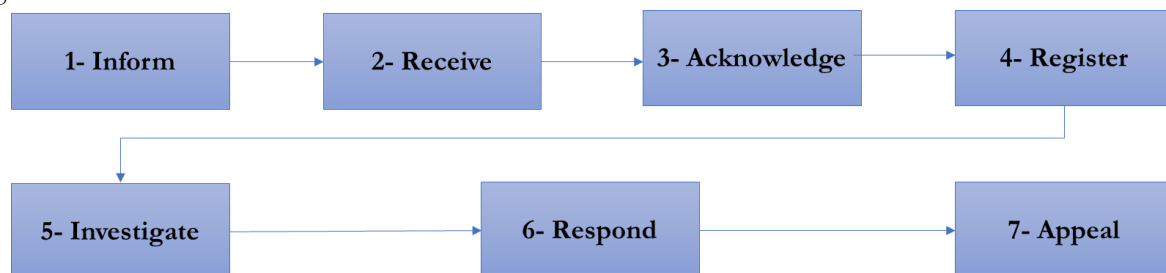 1- Inform
2- Receive
3- Acknowledge
4- Register
5- Investigate
6- Respond
7- Appeal